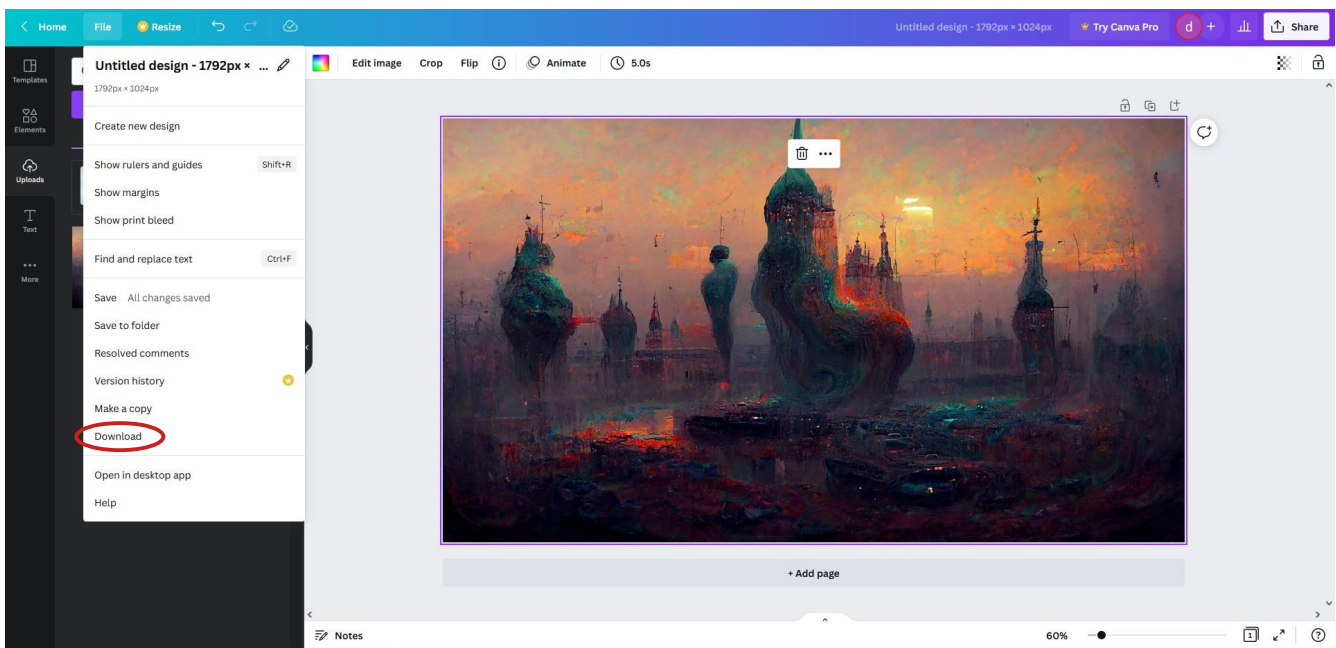 Home File Resize Untitled design - 1792px × 1024px Try Canva Pro d + Share
Untitled design - 1792px × ...
1792px × 1024px
Create new design
Show rulers and guides Shift+R
Show margins
Show print bleed
Find and replace text Ctrl+F
Save All changes saved
Save to folder
Resolved comments
Version history
Make a copy
Download
Open in desktop app
Help
Templates
Elements
Uploads
Text
More
Edit image Crop Flip Animate 5.0s
+ Add page
Notes 60% 1 ?